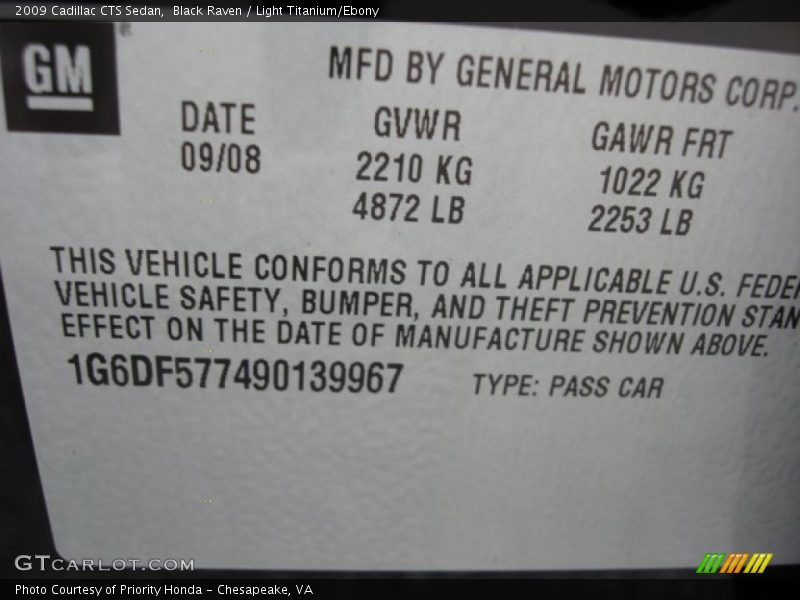 2009 Cadillac CTS Sedan, Black Raven / Light Titanium/Ebony
GM
MFD BY GENERAL MOTORS CORP.
DATE GVWR GAWR FRT
09/08 2210 KG 1022 KG
4872 LB 2253 LB
THIS VEHICLE CONFORMS TO ALL APPLICABLE U.S.
VEHICLE SAFETY, BUMPER, AND THEFT PREVENTION
EFFECT ON THE DATE OF MANUFACTURE SHOWN ABOVE.
1G6DF577490139967 TYPE: PASS CAR
GTCARLOT.COM
Photo Courtesy of Priority Honda - Chesapeake, VA